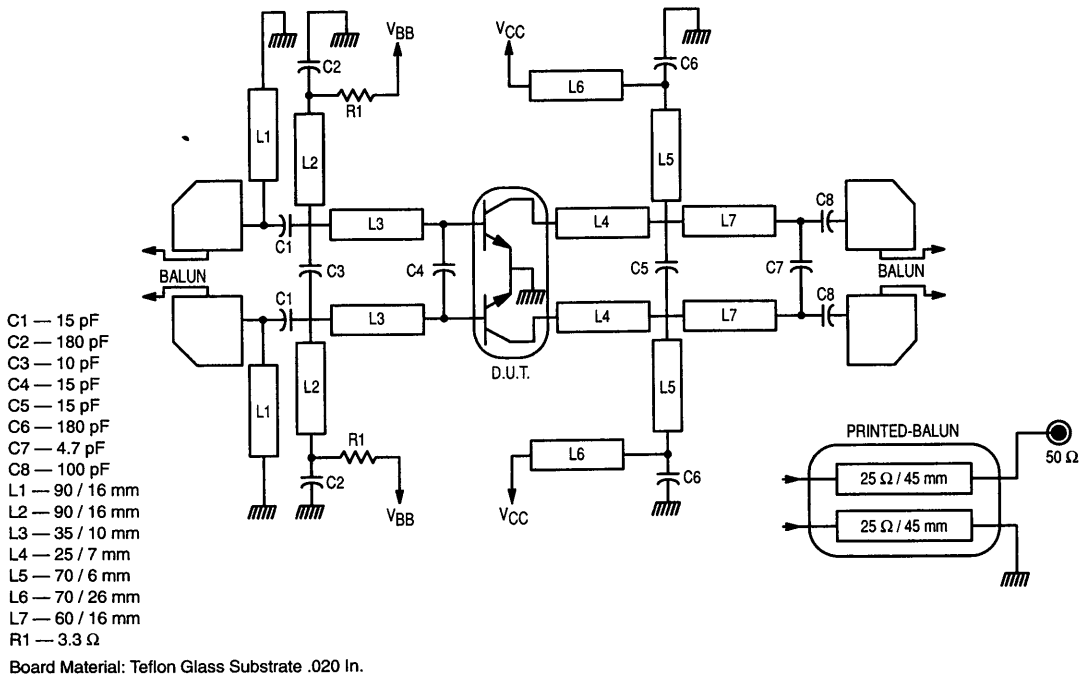 VBB
VCC
C2
C6
L6
R1
L1
L2
L5
C8
L3
L4
L7
C1
BALUN
C3
C4
C5
C7
BALUN
C1
C8
L3
L4
L7
D.U.T.
L1
L2
L5
R1
L6
C2
C6
VBB
VCC
C1 — 15 pF
C2 — 180 pF
C3 — 10 pF
C4 — 15 pF
C5 — 15 pF
C6 — 180 pF
C7 — 4.7 pF
C8 — 100 pF
L1 — 90 / 16 mm
L2 — 90 / 16 mm
L3 — 35 / 10 mm
L4 — 25 / 7 mm
L5 — 70 / 6 mm
L6 — 70 / 26 mm
L7 — 60 / 16 mm
R1 — 3.3 Ω
Board Material: Teflon Glass Substrate .020 In.
PRINTED-BALUN
50 Ω
25 Ω / 45 mm
25 Ω / 45 mm